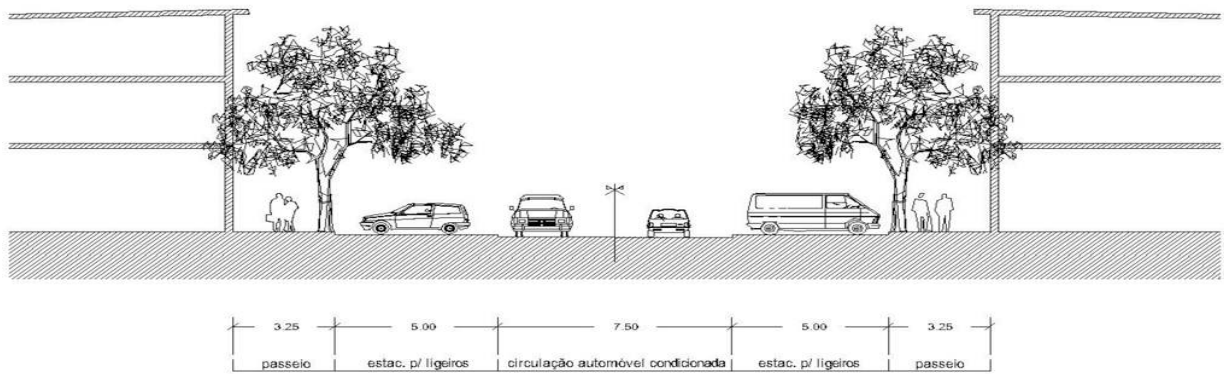 3.25 5.00 7.50 5.00 3.25
passeio estac. p/ ligeiros circulação automóvel condicionada estac. p/ ligeiros passeio